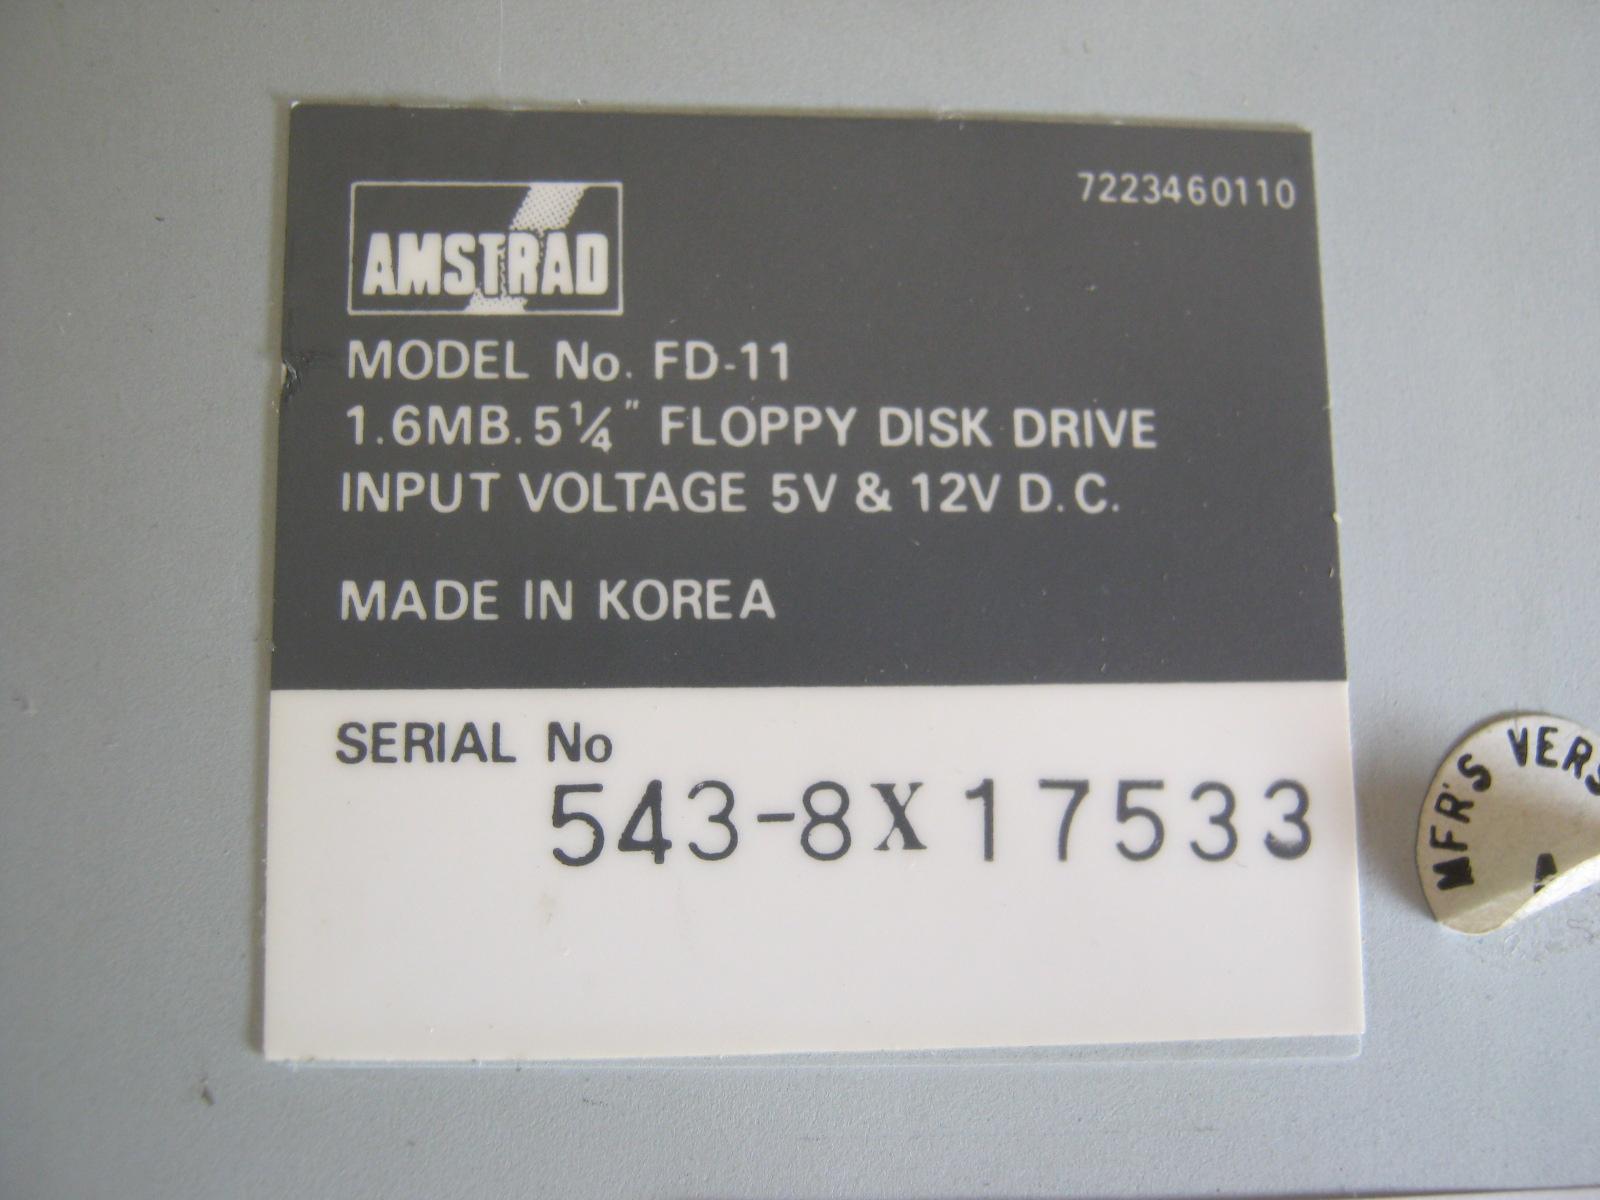 7223460110
AMSTRAD
MODEL No. FD-11
1.6MB. 5¼" FLOPPY DISK DRIVE
INPUT VOLTAGE 5V & 12V D.C.
MADE IN KOREA
SERIAL No
543-8X17533
MFR'S VERS
A